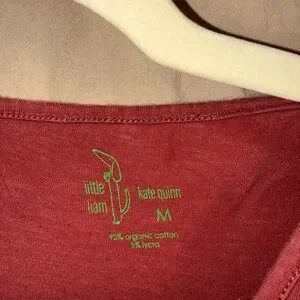 little kate quinn
liam M
95% organic cotton
5% lycra